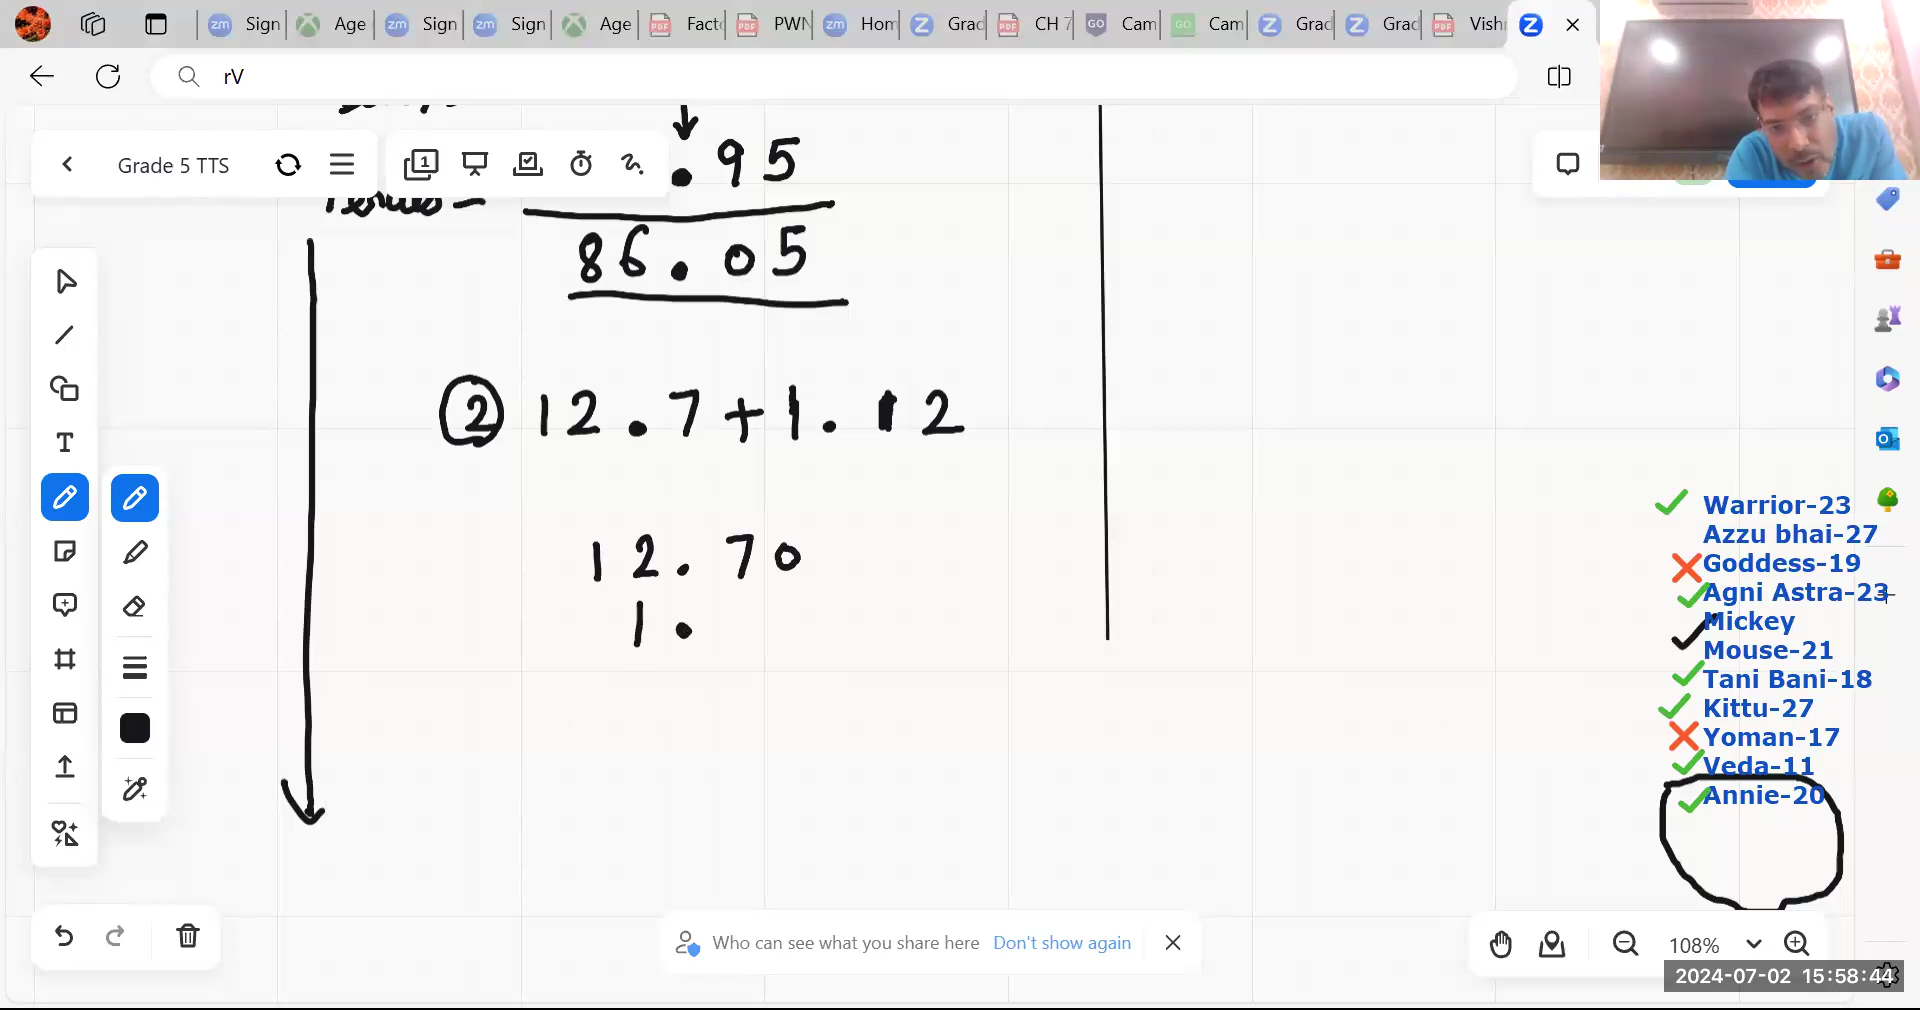 Sign
Age
Sign
Sign
Age
Fact
PWN
Hom
Grad
CH 7
Cam
Cam
Grad
Grad
Vish
rV
Grade 5 TTS
.95
86.05
② 12.7+1.12
12.70
1.
Warrior-23
Azzu bhai-27
Goddess-19
Agni Astra-23
Mickey
Mouse-21
Tani Bani-18
Kittu-27
Yoman-17
Veda-11
Annie-20
Who can see what you share here Don't show again
108%
2024-07-02 15:58:44